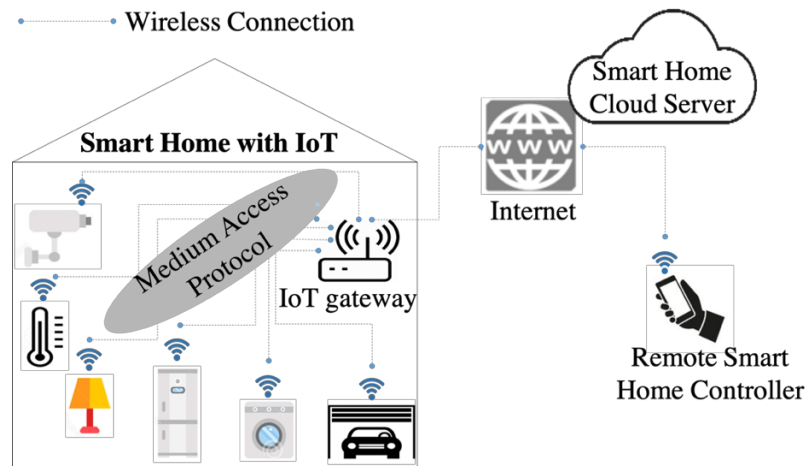 Wireless Connection
Smart Home
Cloud Server
Smart Home with IoT
WWW
Internet
Medium Access
Protocol
IoT gateway
Remote Smart
Home Controller